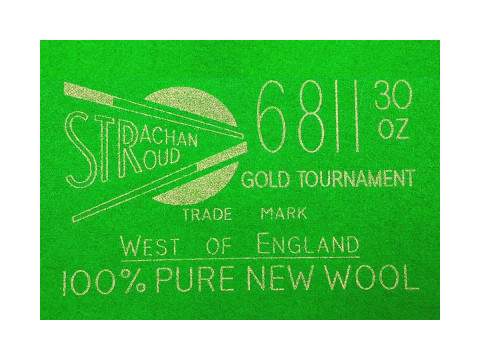 STRACHAN
STROUD
6811 30 OZ
GOLD TOURNAMENT
TRADE MARK
WEST OF ENGLAND
100% PURE NEW WOOL